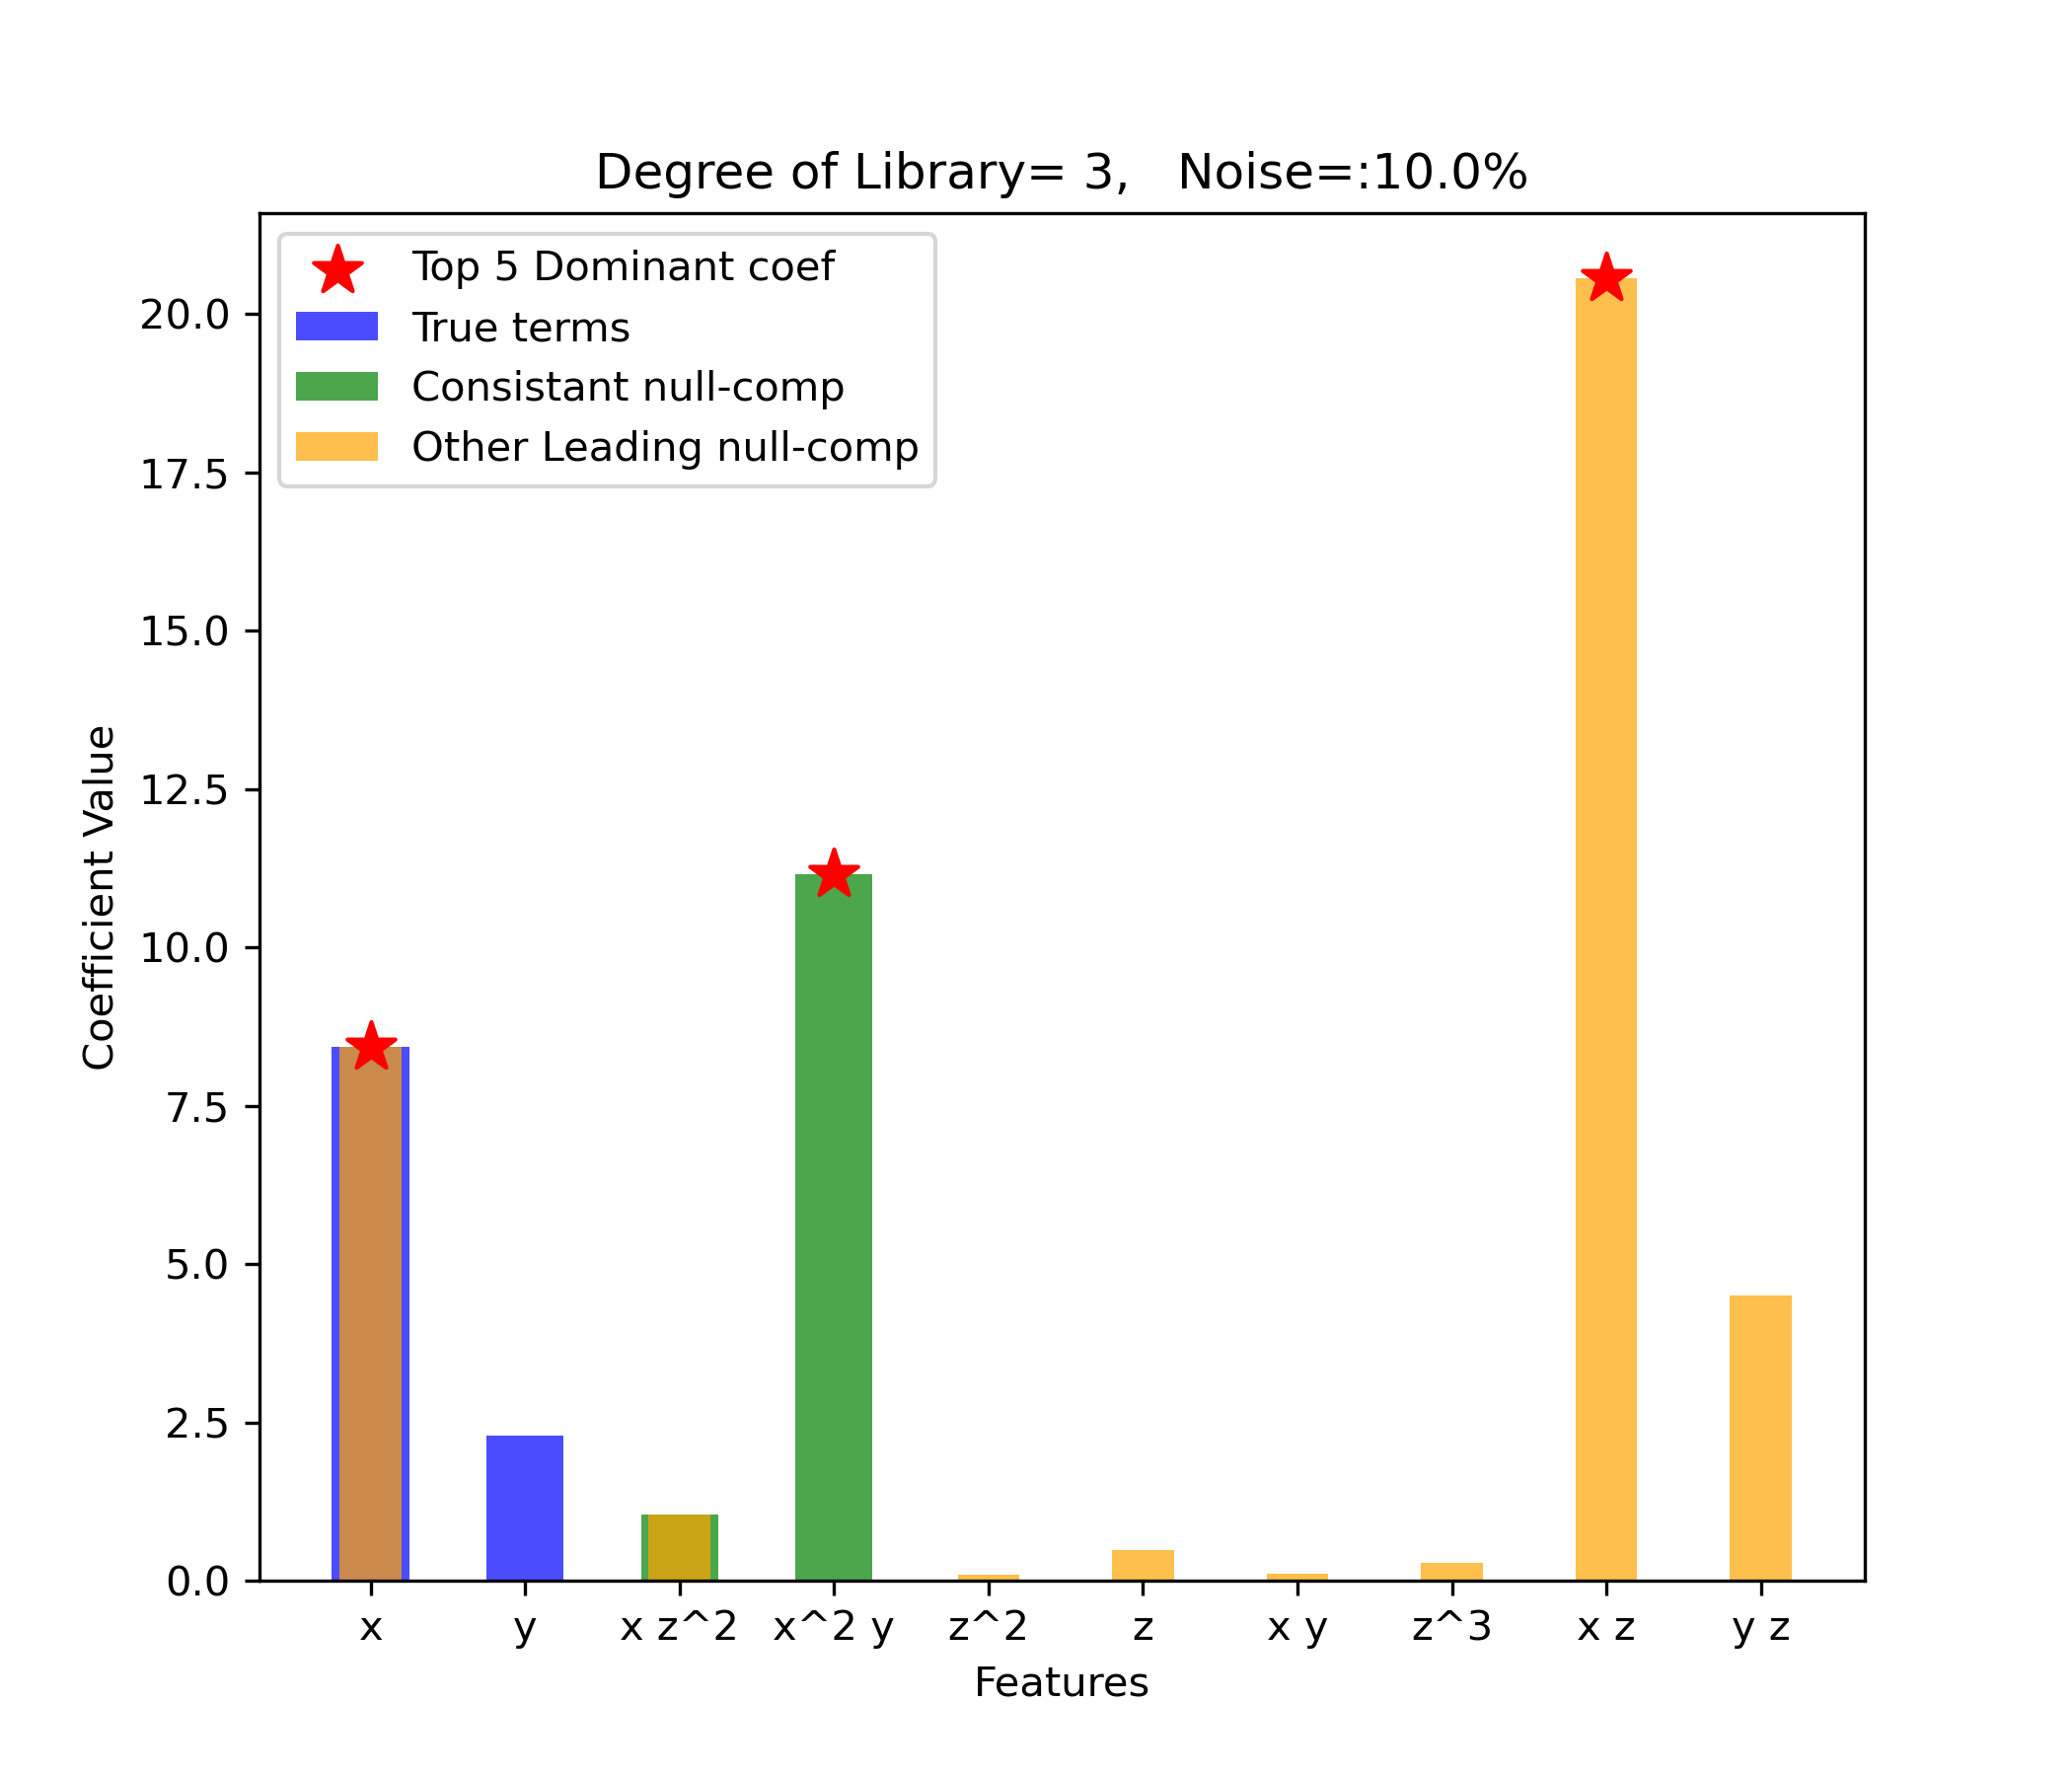 Degree of Library= 3,   Noise=:10.0%
Top 5 Dominant coef
True terms
Consistant null-comp
Other Leading null-comp
20.0
17.5
15.0
12.5
10.0
7.5
5.0
2.5
0.0
Coefficient Value
x y x z^2 x^2 y z^2 z x y z^3 x z y z
Features